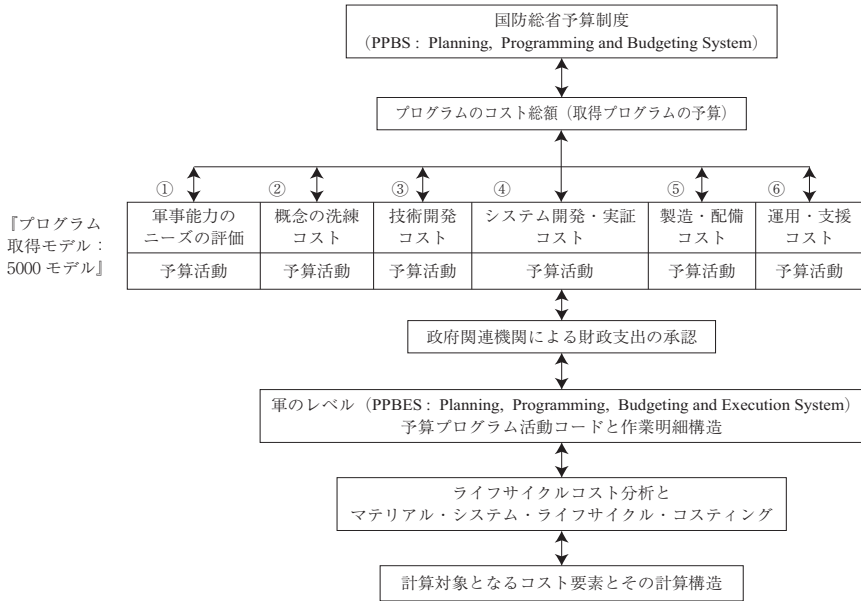 国防総省予算制度
（PPBS : Planning, Programming and Budgeting System）
プログラムのコスト総額（取得プログラムの予算）
① ② ③ ④ ⑤ ⑥
『プログラム
取得モデル：
5000 モデル』
軍事能力の
ニーズの評価
予算活動
概念の洗練
コスト
予算活動
技術開発
コスト
予算活動
システム開発・実証
コスト
予算活動
製造・配備
コスト
予算活動
運用・支援
コスト
予算活動
政府関連機関による財政支出の承認
軍のレベル（PPBES : Planning, Programming, Budgeting and Execution System）
予算プログラム活動コードと作業明細構造
ライフサイクルコスト分析と
マテリアル・システム・ライフサイクル・コスティング
計算対象となるコスト要素とその計算構造